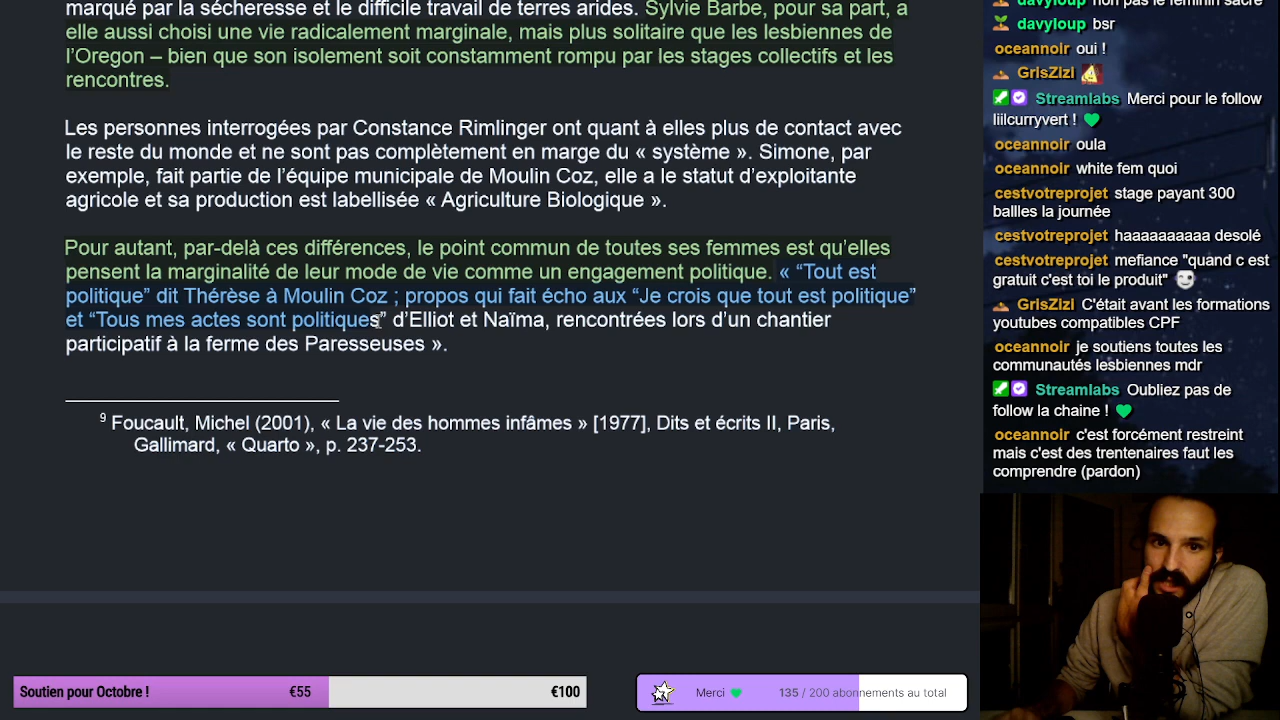 marqué par la sécheresse et le difficile travail de terres arides. Sylvie Barbe, pour sa part, a
elle aussi choisi une vie radicalement marginale, mais plus solitaire que les lesbiennes de
l’Oregon – bien que son isolement soit constamment rompu par les stages collectifs et les
rencontres.
Les personnes interrogées par Constance Rimlinger ont quant à elles plus de contact avec
le reste du monde et ne sont pas complètement en marge du « système ». Simone, par
exemple, fait partie de l’équipe municipale de Moulin Coz, elle a le statut d’exploitante
agricole et sa production est labellisée « Agriculture Biologique ».
Pour autant, par-delà ces différences, le point commun de toutes ses femmes est qu’elles
pensent la marginalité de leur mode de vie comme un engagement politique. « “Tout est
politique” dit Thérèse à Moulin Coz ; propos qui fait écho aux “Je crois que tout est politique”
et “Tous mes actes sont politiques” d’Elliot et Naïma, rencontrées lors d’un chantier
participatif à la ferme des Paresseuses ».
9 Foucault, Michel (2001), « La vie des hommes infâmes » [1977], Dits et écrits II, Paris,
Gallimard, « Quarto », p. 237-253.
Soutien pour Octobre ! €55 €100
Merci 135 / 200 abonnements au total
davyloup non pas le féminin sacré
davyloup bsr
oceannoir oui !
GrisZizi
Streamlabs Merci pour le follow
liilcurryvert !
oceannoir oula
oceannoir white fem quoi
cestvotreprojet stage payant 300
ballles la journée
cestvotreprojet haaaaaaaaaa desolé
cestvotreprojet mefiance "quand c est
gratuit c'est toi le produit"
GrisZizi C'était avant les formations
youtubes compatibles CPF
oceannoir je soutiens toutes les
communautés lesbiennes mdr
Streamlabs Oubliez pas de
follow la chaine !
oceannoir c'est forcément restreint
mais c'est des trentenaires faut les
comprendre (pardon)